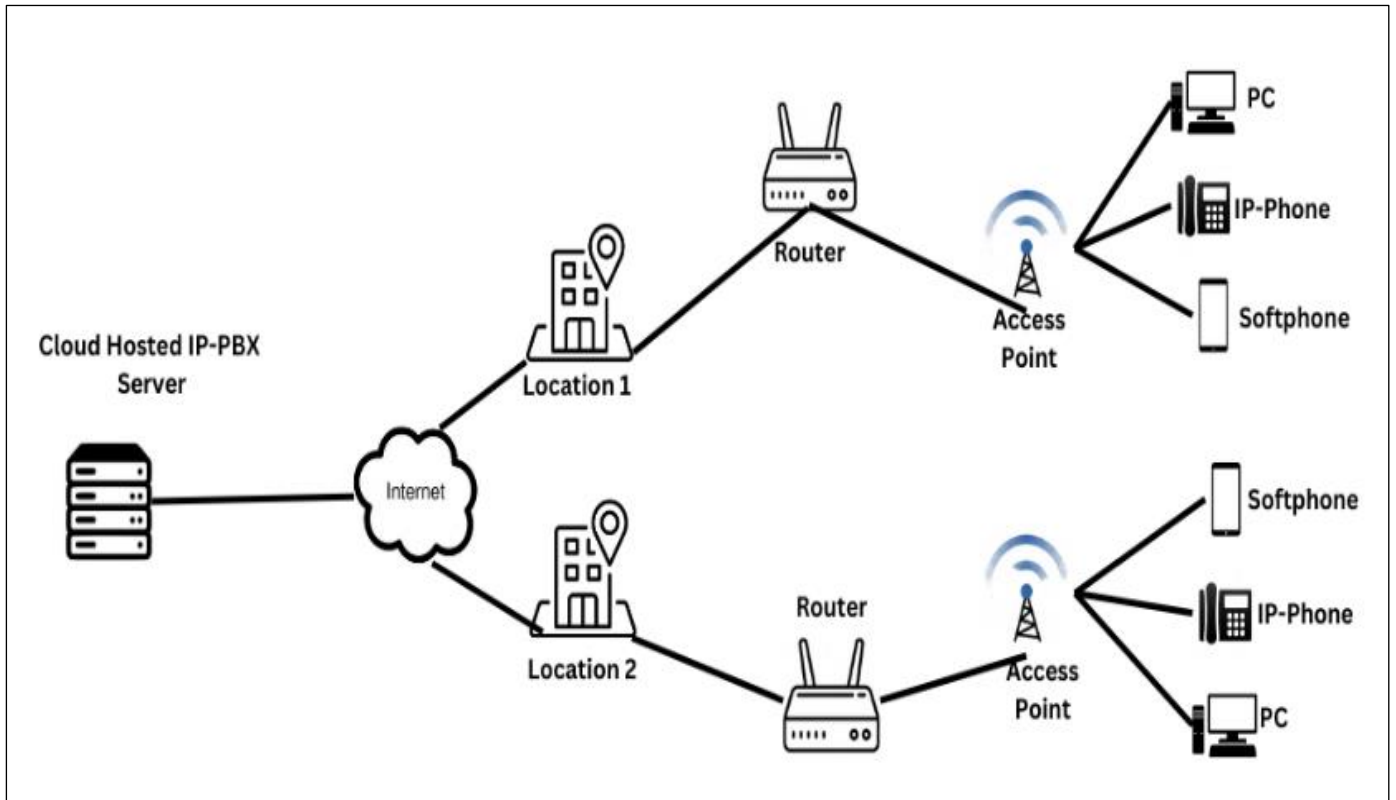 Cloud Hosted IP-PBX
Server
Internet
Location 1
Router
Access
Point
PC
IP-Phone
Softphone
Location 2
Router
Access
Point
Softphone
IP-Phone
PC